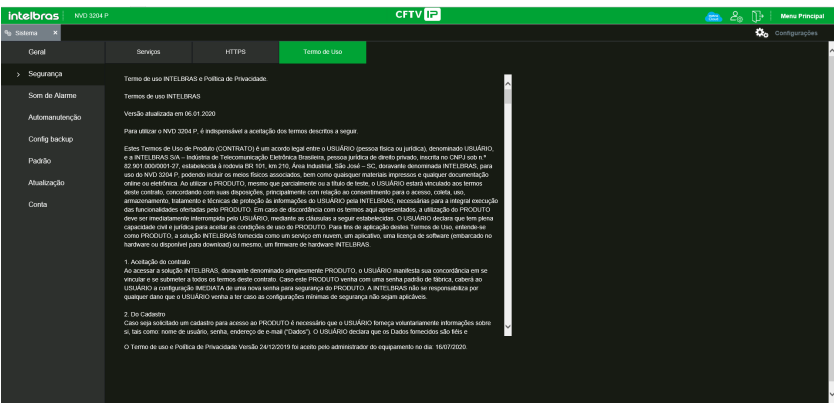 intelbras NVD 3204 P CFTV IP Menu Principal
Sistema × Configurações
Geral
Segurança
Som de Alarme
Automanutenção
Config backup
Padrão
Atualização
Conta
Serviços HTTPS Termo de Uso
Termo de uso INTELBRAS e Política de Privacidade.
Termos de uso INTELBRAS
Versão atualizada em 06.01.2020
Para utilizar o NVD 3204 P, é indispensável a aceitação dos termos descritos a seguir.
Estes Termos de Uso de Produto (CONTRATO) é um acordo legal entre o USUÁRIO (pessoa física ou jurídica), denominado USUÁRIO,
e a INTELBRAS S/A – Indústria de Telecomunicação Eletrônica Brasileira, pessoa jurídica de direito privado, inscrita no CNPJ sob n.º
82.901.000/0001-27, estabelecida à rodovia BR 101, km 210, Área Industrial, São José – SC, doravante denominada INTELBRAS, para
uso do NVD 3204 P, podendo incluir os meios físicos associados, bem como quaisquer materiais impressos e qualquer documentação
online ou eletrônica. Ao utilizar o PRODUTO, mesmo que parcialmente ou a título de teste, o USUÁRIO estará vinculado aos termos
deste contrato, concordando com suas disposições, principalmente com relação ao consentimento para o acesso, coleta, uso,
armazenamento, tratamento e técnicas de proteção às informações do USUÁRIO pela INTELBRAS, necessárias para a integral execução
das funcionalidades ofertadas pelo PRODUTO. Em caso de discordância com os termos aqui apresentados, a utilização do PRODUTO
deve ser imediatamente interrompida pelo USUÁRIO, mediante as cláusulas a seguir estabelecidas. O USUÁRIO declara que tem plena
capacidade civil e jurídica para aceitar as condições de uso do PRODUTO. Para fins de aplicação destes Termos de Uso, entende-se
como PRODUTO, a solução INTELBRAS fornecida como um serviço em nuvem, um aplicativo, uma licença de software (embarcado no
hardware ou disponível para download) ou mesmo, um firmware de hardware INTELBRAS.
1. Aceitação do contrato
Ao acessar a solução INTELBRAS, doravante denominado simplesmente PRODUTO, o USUÁRIO manifesta sua concordância em se
vincular e se submeter a todos os termos deste contrato. Caso este PRODUTO venha com uma senha padrão de fábrica, caberá ao
USUÁRIO a configuração IMEDIATA de uma nova senha para segurança do PRODUTO. A INTELBRAS não se responsabiliza por
qualquer dano que o USUÁRIO venha a ter caso as configurações mínimas de segurança não sejam aplicáveis.
2. Do Cadastro
Caso seja solicitado um cadastro para acesso ao PRODUTO é necessário que o USUÁRIO forneça voluntariamente informações sobre
si, tais como: nome de usuário, senha, endereço de e-mail ("Dados"). O USUÁRIO declara que os Dados fornecidos são fiéis e
O Termo de uso e Política de Privacidade Versão 24/12/2019 foi aceito pelo administrador do equipamento no dia: 16/07/2020.